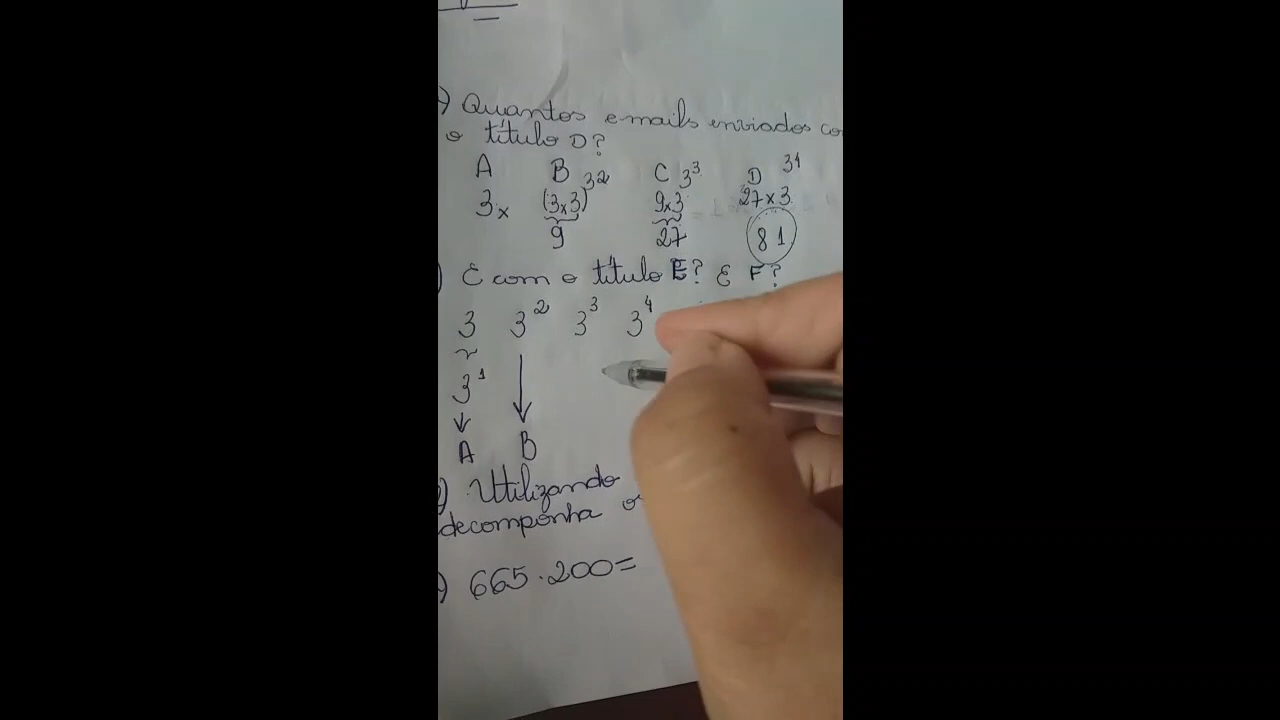 ) Quantos e-mails enviados co
o título D?
A B C D
3x (3x3) 3² 9x3 3³ 27x3 3⁴
9 27 81
) E com o título E? E F?
3 3² 3³ 3⁴
3¹
A B
) Utilizando
decomponha o
) 665.200=